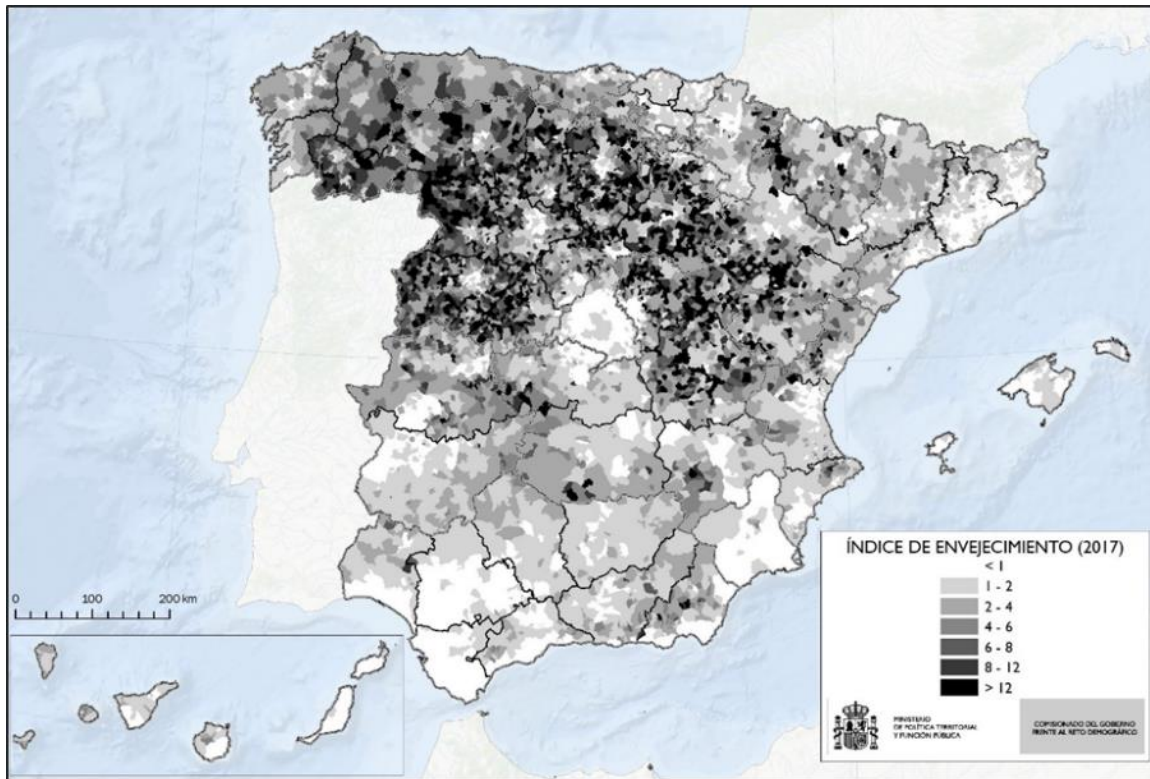 ÍNDICE DE ENVEJECIMIENTO (2017)
< 1
1 - 2
2 - 4
4 - 6
6 - 8
8 - 12
> 12
0 100 200 km
MINISTERIO
DE POLÍTICA TERRITORIAL
Y FUNCIÓN PÚBLICA
COMISIONADO DEL GOBIERNO
FRENTE AL RETO DEMOGRÁFICO